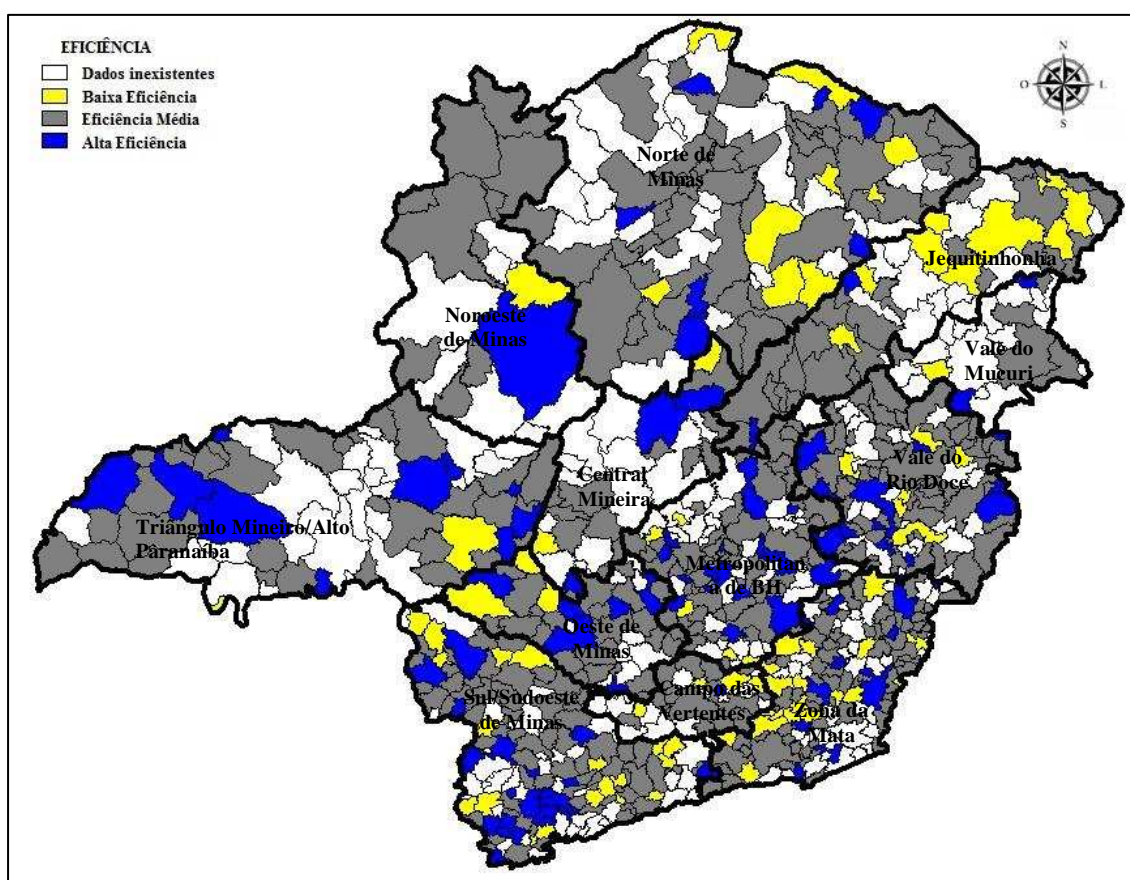 EFICIÊNCIA
Dados inexistentes
Baixa Eficiência
Eficiência Média
Alta Eficiência
N
O
L
S
Norte de
Minas
Jequitinhonha
Noroeste
de Minas
Vale do
Mucuri
Central
Mineira
Vale do
Rio Doce
Triângulo Mineiro/Alto
Paranaíba
Metropolitan
a de BH
Oeste de
Minas
Sul/Sudoeste
de Minas
Campo das
Vertentes
Zona da
Mata